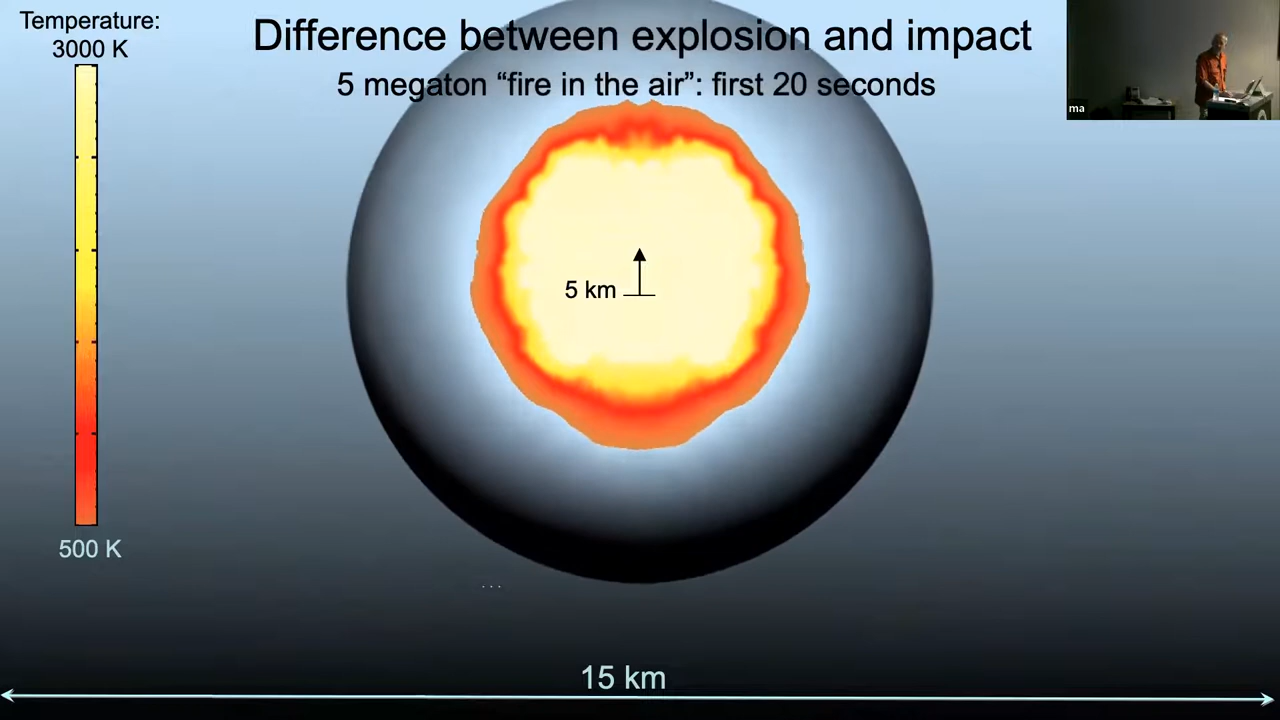 Temperature:
3000 K
Difference between explosion and impact
5 megaton “fire in the air”: first 20 seconds
ma
5 km
500 K
...
15 km